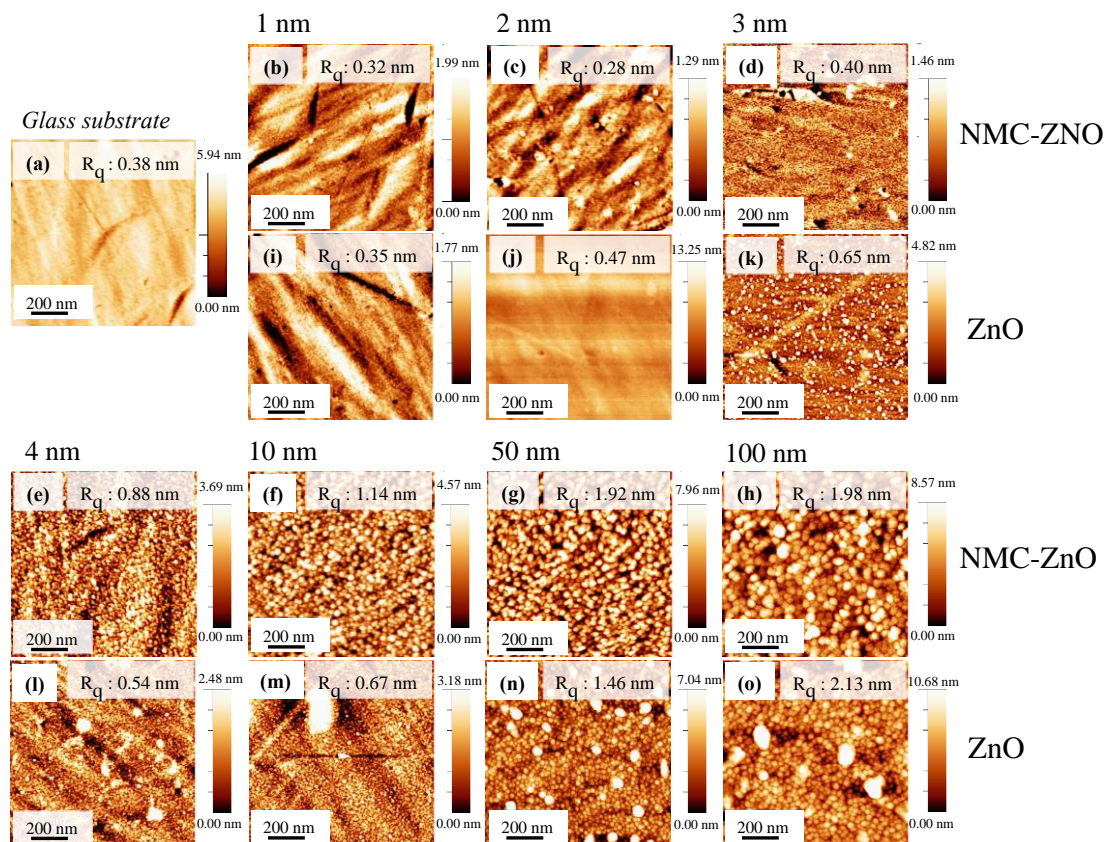 1 nm
2 nm
3 nm
Glass substrate
(a) Rq : 0.38 nm
5.94 nm
0.00 nm
200 nm
(b) Rq : 0.32 nm
1.99 nm
0.00 nm
200 nm
(c) Rq : 0.28 nm
1.29 nm
0.00 nm
200 nm
(d) Rq : 0.40 nm
1.46 nm
0.00 nm
200 nm
NMC-ZNO
(i) Rq : 0.35 nm
1.77 nm
0.00 nm
200 nm
(j) Rq : 0.47 nm
13.25 nm
0.00 nm
200 nm
(k) Rq : 0.65 nm
4.82 nm
0.00 nm
200 nm
ZnO
4 nm
10 nm
50 nm
100 nm
(e) Rq : 0.88 nm
3.69 nm
0.00 nm
200 nm
(f) Rq : 1.14 nm
4.57 nm
0.00 nm
200 nm
(g) Rq : 1.92 nm
7.96 nm
0.00 nm
200 nm
(h) Rq : 1.98 nm
8.57 nm
0.00 nm
200 nm
NMC-ZnO
(l) Rq : 0.54 nm
2.48 nm
0.00 nm
200 nm
(m) Rq : 0.67 nm
3.18 nm
0.00 nm
200 nm
(n) Rq : 1.46 nm
7.04 nm
0.00 nm
200 nm
(o) Rq : 2.13 nm
10.68 nm
0.00 nm
200 nm
ZnO